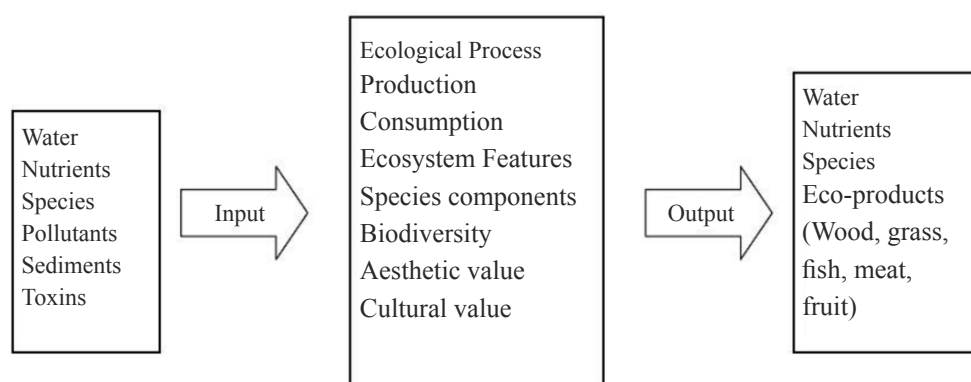 Water
Nutrients
Species
Pollutants
Sediments
Toxins
Input
Ecological Process
Production
Consumption
Ecosystem Features
Species components
Biodiversity
Aesthetic value
Cultural value
Output
Water
Nutrients
Species
Eco-products
(Wood, grass,
fish, meat,
fruit)